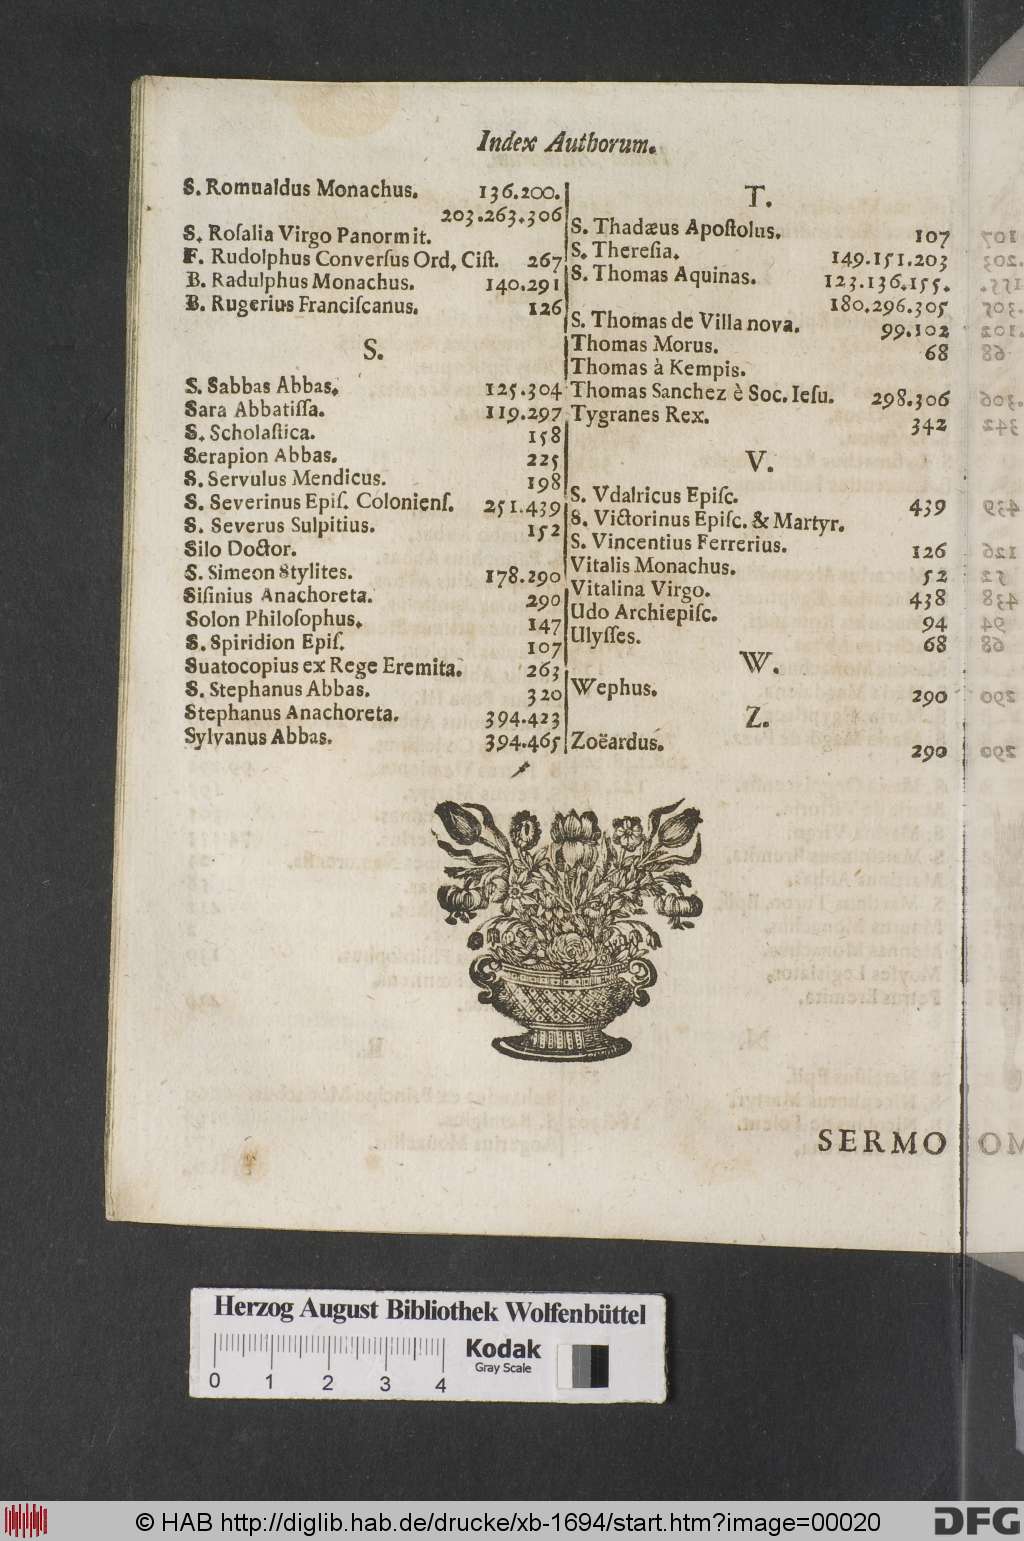 Index Authorum.
S. Romualdus Monachus. 136.200.
203.263.306
S. Roſalia Virgo Panormit.
F. Rudolphus Converſus Ord. Ciſt. 267
B. Radulphus Monachus. 140.291
B. Rugerius Franciſcanus. 126
S.
S. Sabbas Abbas. 125.304
Sara Abbatiſſa. 119.297
S. Scholaſtica. 158
Serapion Abbas. 225
S. Servulus Mendicus. 198
S. Severinus Epiſ. Colonienſ. 251.439
S. Severus Sulpitius. 152
Silo Doctor.
S. Simeon Stylites. 178.290
Siſinius Anachoreta. 290
Solon Philoſophus. 147
S. Spiridion Epiſ. 107
Suatocopius ex Rege Eremita. 263
S. Stephanus Abbas. 320
Stephanus Anachoreta. 394.423
Sylvanus Abbas. 394.465
T.
S. Thadæus Apoſtolus. 107
S. Thereſia. 149.151.203
S. Thomas Aquinas. 123.136.155.
180.296.305
S. Thomas de Villa nova. 99.102
Thomas Morus. 68
Thomas à Kempis.
Thomas Sanchez è Soc. Ieſu. 298.306
Tygranes Rex. 342
V.
S. Vdalricus Epiſc. 439
S. Victorinus Epiſc. & Martyr.
S. Vincentius Ferrerius. 126
Vitalis Monachus. 52
Vitalina Virgo. 438
Udo Archiepiſc. 94
Ulyſſes. 68
W.
Wephus. 290
Z.
Zoëardus. 290
SERMO
Herzog August Bibliothek Wolfenbüttel
Kodak
Gray Scale
0 1 2 3 4
© HAB http://diglib.hab.de/drucke/xb-1694/start.htm?image=00020
DFG